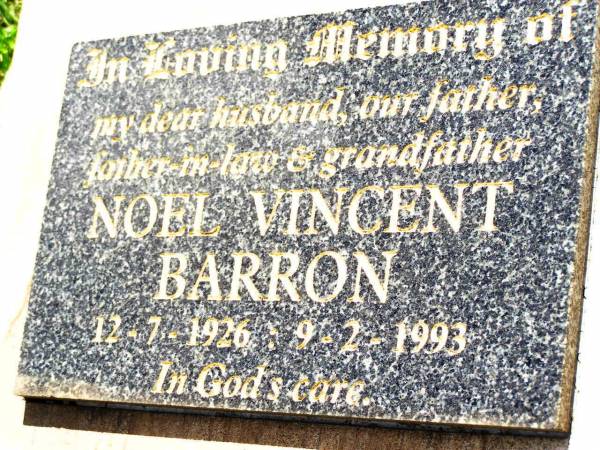 In Loving Memory of
my dear husband, our father,
father-in-law & grandfather
NOEL VINCENT
BARRON
12-7-1926 : 9-2-1993
In God's care.